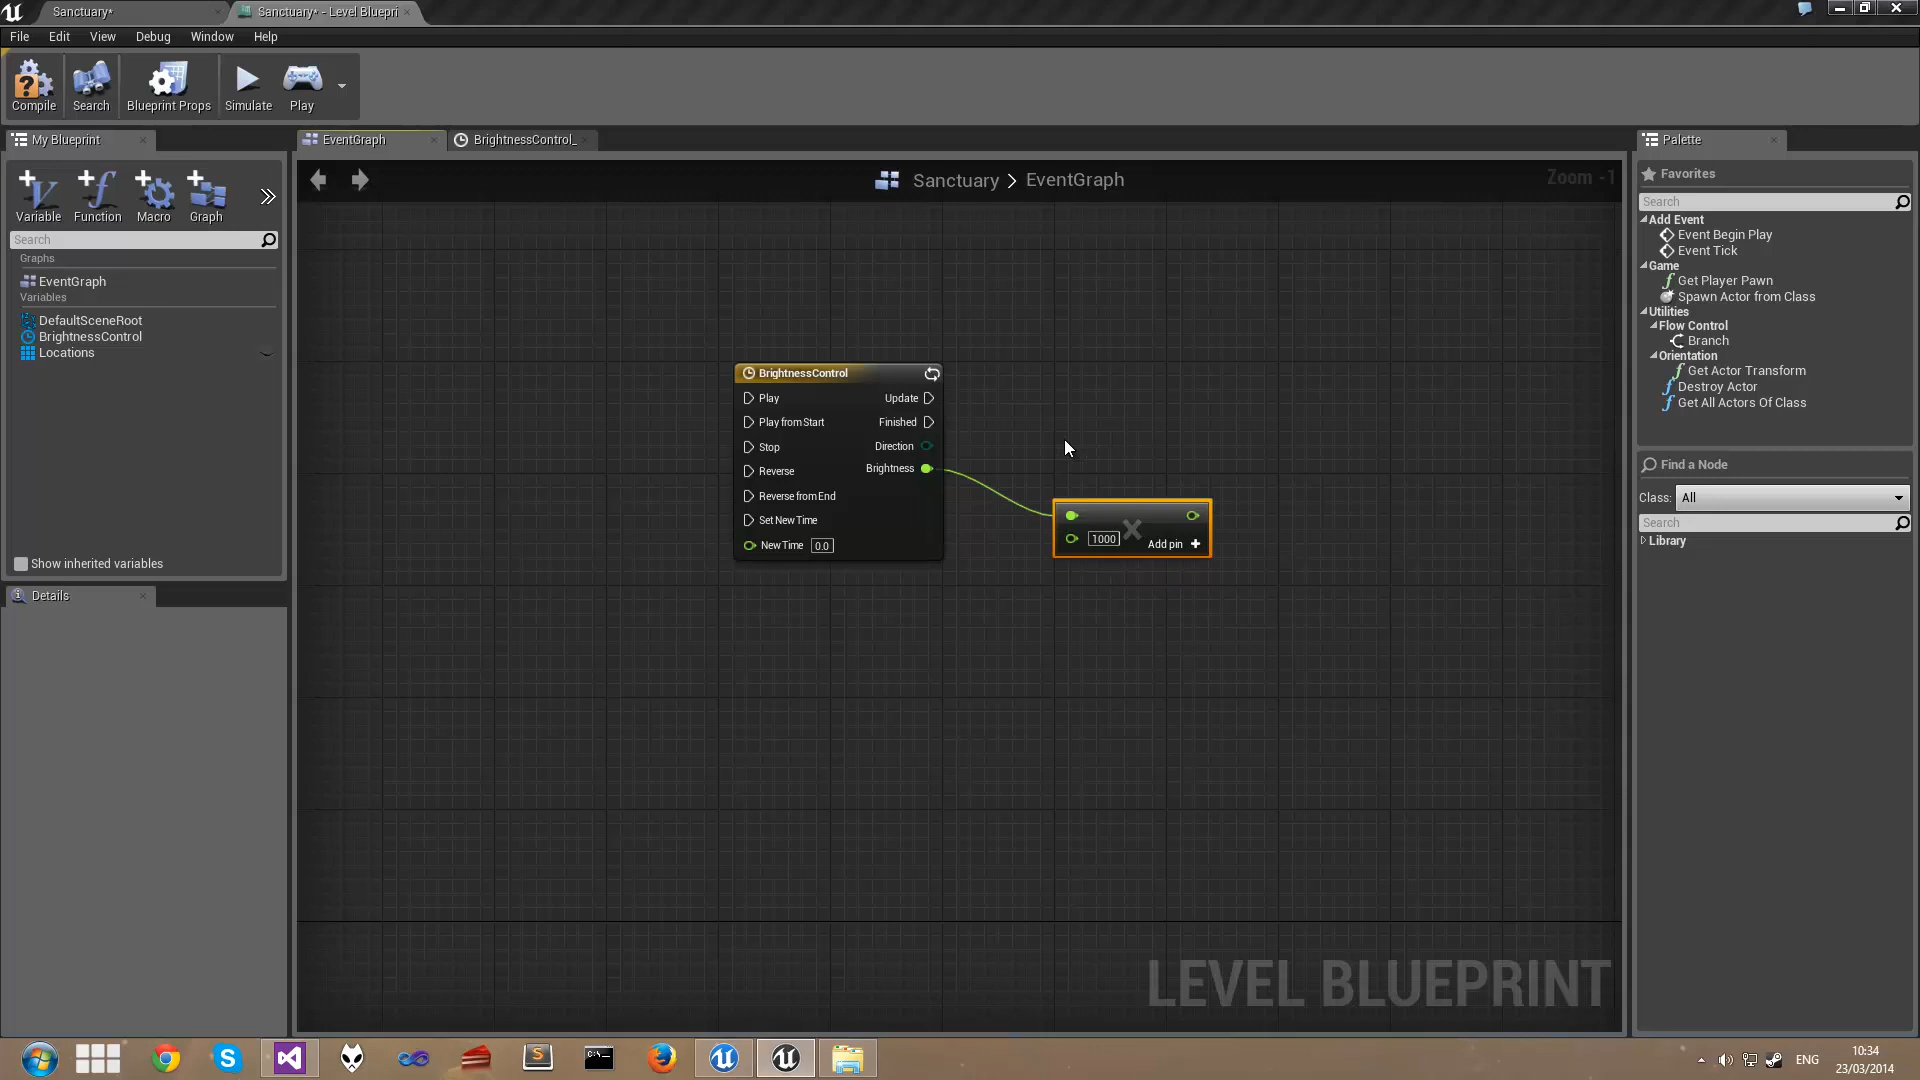 Sanctuary*
Sanctuary* - Level Bluepri
File Edit View Debug Window Help
Compile Search Blueprint Props Simulate Play
My Blueprint
EventGraph
BrightnessControl_
Palette
Variable Function Macro Graph
Search
Graphs
EventGraph
Variables
DefaultSceneRoot
BrightnessControl
Locations
Show inherited variables
Details
Sanctuary > EventGraph
Zoom -1
BrightnessControl
Play Update
Play from Start Finished
Stop Direction
Reverse Brightness
Reverse from End
Set New Time
New Time 0.0
1000
Add pin
LEVEL BLUEPRINT
Favorites
Search
Add Event
Event Begin Play
Event Tick
Game
Get Player Pawn
Spawn Actor from Class
Utilities
Flow Control
Branch
Orientation
Get Actor Transform
Destroy Actor
Get All Actors Of Class
Find a Node
Class: All
Search
Library
ENG
10:34
23/03/2014